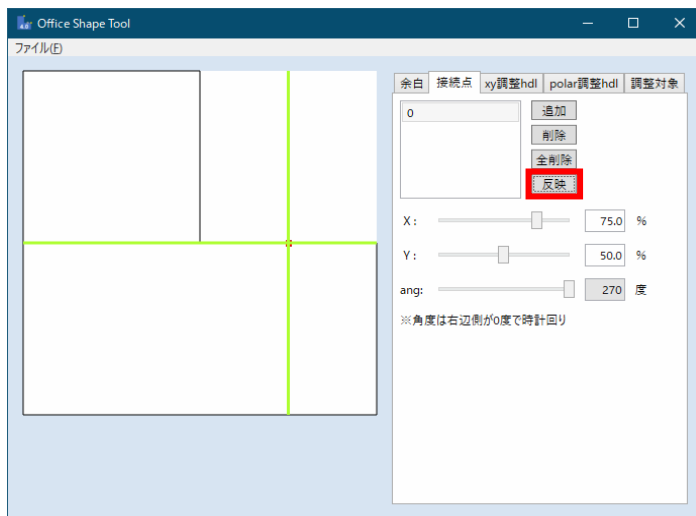 Office Shape Tool
ファイル(F)
余白 接続点 xy調整hdl polar調整hdl 調整対象
0
追加
削除
全削除
反映
X: 75.0 %
Y: 50.0 %
ang: 270 度
※角度は右辺側が0度で時計回り